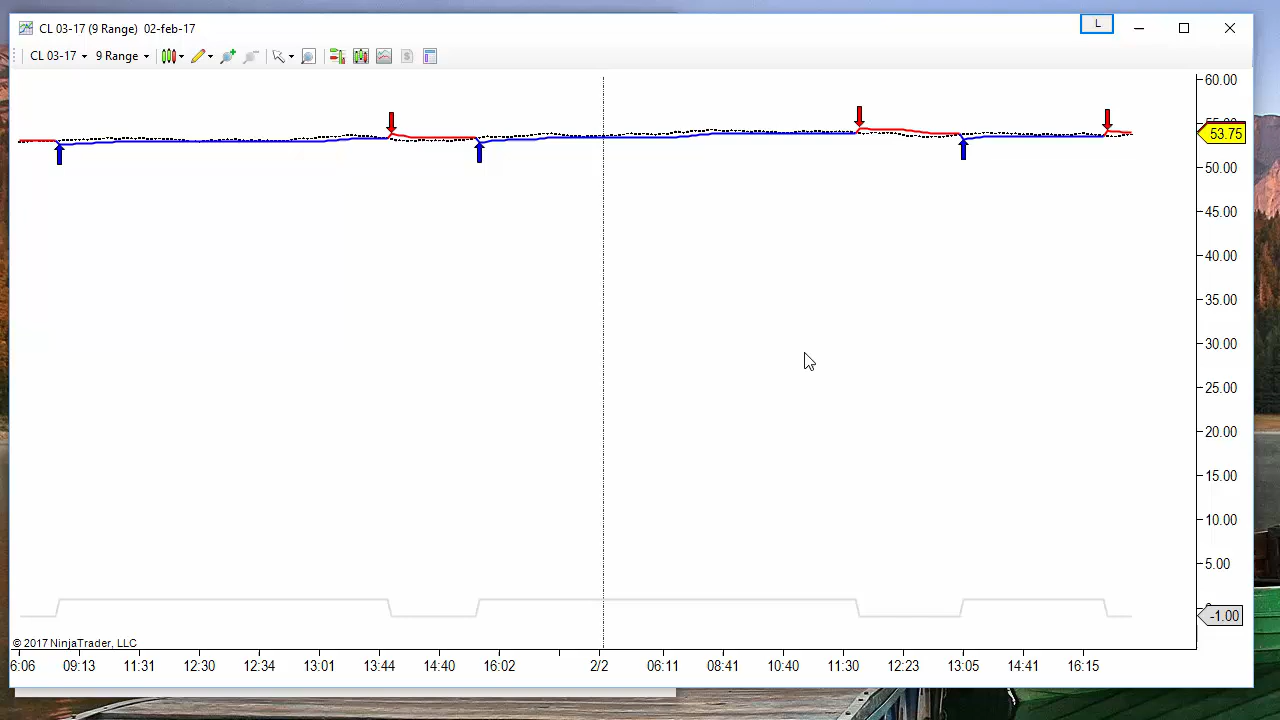 CL 03-17 (9 Range) 02-feb-17
L
CL 03-17 9 Range
$
60.00
53.75
50.00
45.00
40.00
35.00
30.00
25.00
20.00
15.00
10.00
5.00
-1.00
© 2017 NinjaTrader, LLC
6:06 09:13 11:31 12:30 12:34 13:01 13:44 14:40 16:02 2/2 06:11 08:41 10:40 11:30 12:23 13:05 14:41 16:15